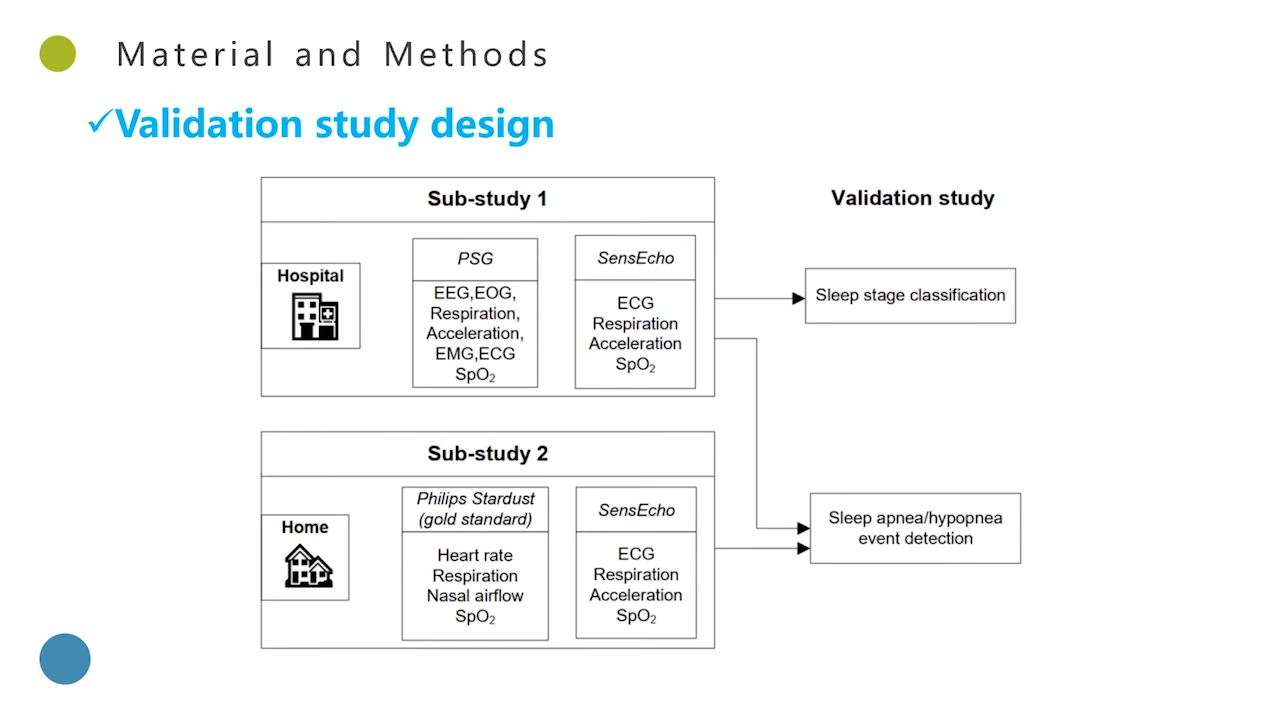 Material and Methods
✓Validation study design
Sub-study 1
Validation study
Hospital
PSG
EEG,EOG,
Respiration,
Acceleration,
EMG,ECG
SpO₂
SensEcho
ECG
Respiration
Acceleration
SpO₂
Sleep stage classification
Sub-study 2
Home
Philips Stardust
(gold standard)
Heart rate
Respiration
Nasal airflow
SpO₂
SensEcho
ECG
Respiration
Acceleration
SpO₂
Sleep apnea/hypopnea
event detection